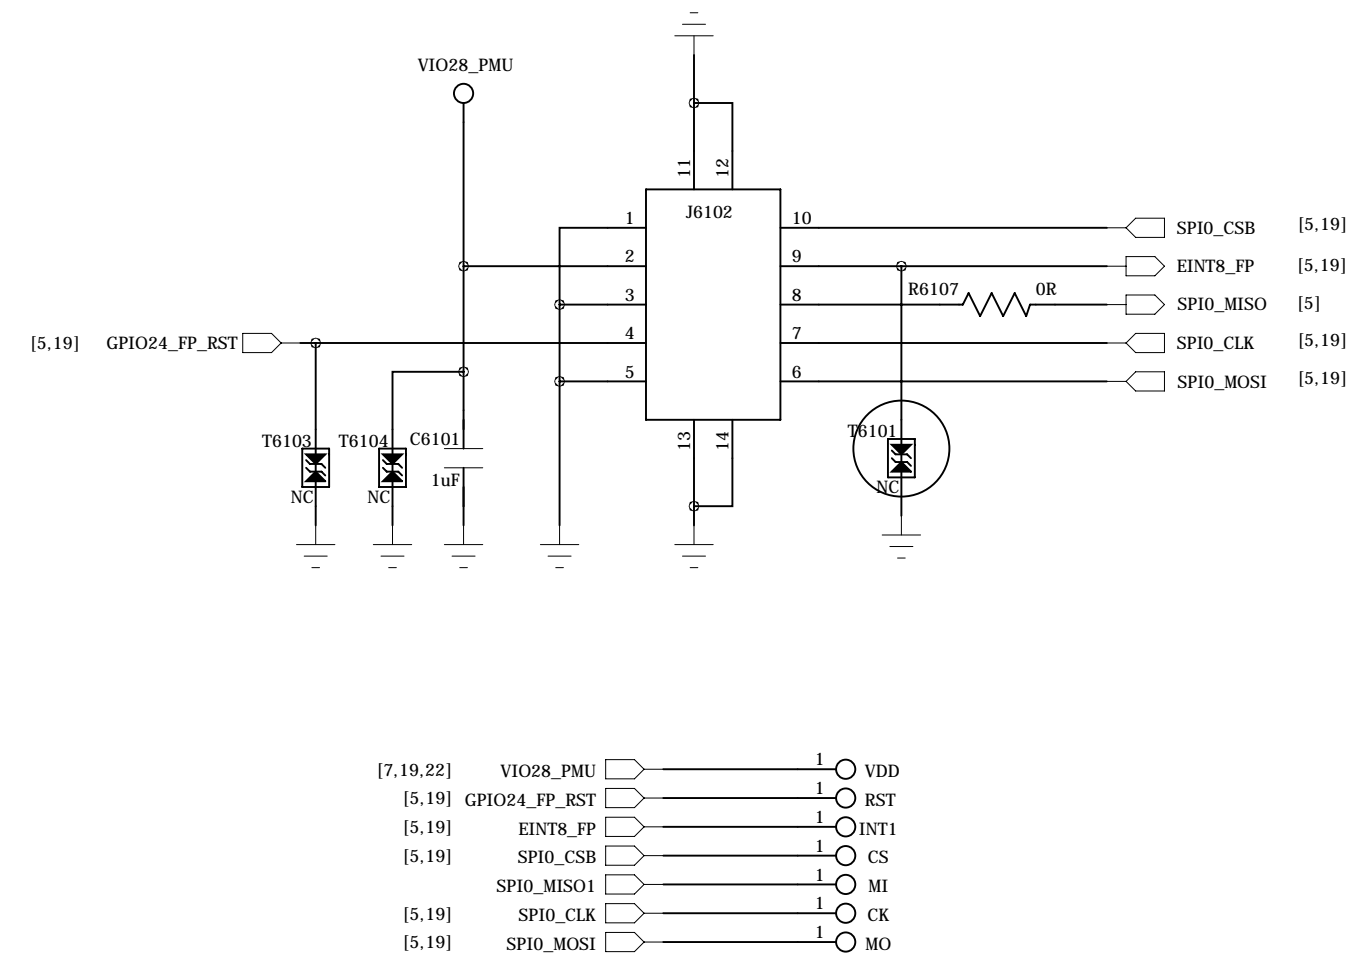 VIO28_PMU
11
12
J6102
1
10
SPI0_CSB
[5,19]
2
9
EINT8_FP
[5,19]
3
8
R6107
0R
SPI0_MISO
[5]
[5,19]
GPIO24_FP_RST
4
7
SPI0_CLK
[5,19]
5
6
SPI0_MOSI
[5,19]
T6103
T6104
C6101
13
14
T6101
1uF
NC
NC
NC
[7,19,22] VIO28_PMU 1 VDD
[5,19] GPIO24_FP_RST 1 RST
[5,19] EINT8_FP 1 INT1
[5,19] SPI0_CSB 1 CS
SPI0_MISO1 1 MI
[5,19] SPI0_CLK 1 CK
[5,19] SPI0_MOSI 1 MO